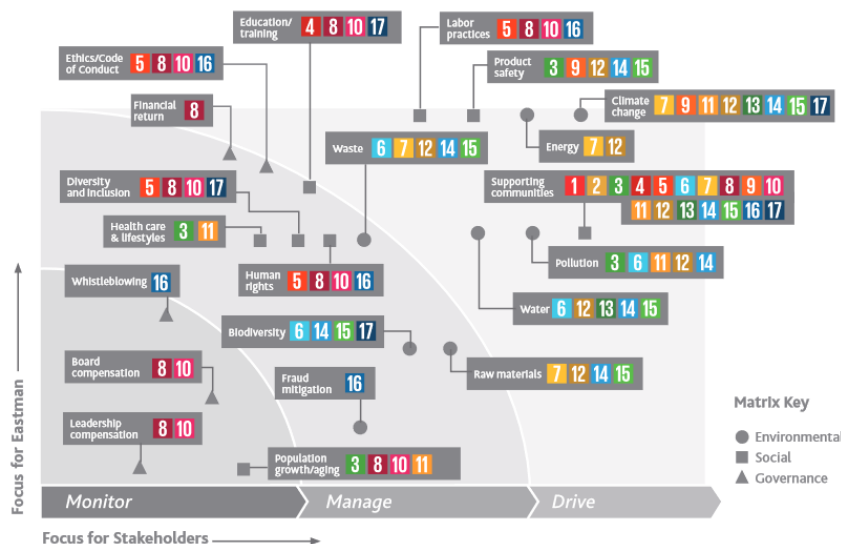 Education/
training
4 8 10 17
Labor
practices
5 8 10 16
Ethics/Code
of Conduct
5 8 10 16
Product
safety
3 9 12 14 15
Financial
return
8
Climate
change
7 9 11 12 13 14 15 17
Waste
6 7 12 14 15
Energy
7 12
Diversity
and inclusion
5 8 10 17
Supporting
communities
1 2 3 4 5 6 7 8 9 10
11 12 13 14 15 16 17
Health care
& lifestyles
3 11
Human
rights
5 8 10 16
Pollution
3 6 11 12 14
Whistleblowing
16
Water
6 12 13 14 15
Biodiversity
6 14 15 17
Board
compensation
8 10
Fraud
mitigation
16
Raw materials
7 12 14 15
Leadership
compensation
8 10
Population
growth/aging
3 8 10 11
Matrix Key
Environmental
Social
Governance
Focus for Eastman
Monitor
Manage
Drive
Focus for Stakeholders